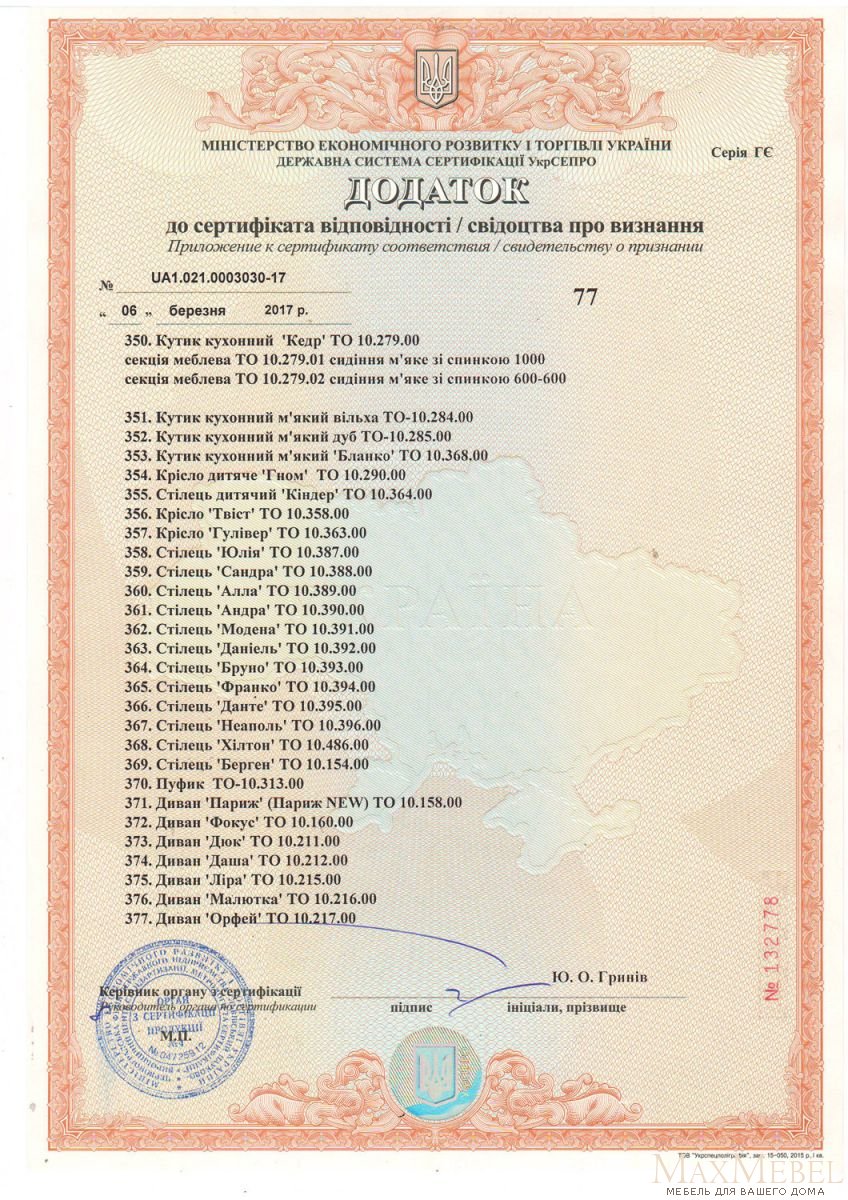 МІНІСТЕРСТВО ЕКОНОМІЧНОГО РОЗВИТКУ І ТОРГІВЛІ УКРАЇНИ
Серія ГЄ
ДЕРЖАВНА СИСТЕМА СЕРТИФІКАЦІЇ УкрСЕПРО
ДОДАТОК
до сертифіката відповідності / свідоцтва про визнання
Приложение к сертификату соответствия / свидетельству о признании
№ UA1.021.0003030-17
77
„ 06 „ березня 2017 р.
350. Кутик кухонний 'Кедр' ТО 10.279.00
секція меблева ТО 10.279.01 сидіння м'яке зі спинкою 1000
секція меблева ТО 10.279.02 сидіння м'яке зі спинкою 600-600
351. Кутик кухонний м'який вільха ТО-10.284.00
352. Кутик кухонний м'який дуб ТО-10.285.00
353. Кутик кухонний м'який 'Бланко' ТО 10.368.00
354. Крісло дитяче 'Гном' ТО 10.290.00
355. Стілець дитячий 'Кіндер' ТО 10.364.00
356. Крісло 'Твіст' ТО 10.358.00
357. Крісло 'Гулівер' ТО 10.363.00
358. Стілець 'Юлія' ТО 10.387.00
359. Стілець 'Сандра' ТО 10.388.00
360. Стілець 'Алла' ТО 10.389.00
361. Стілець 'Андра' ТО 10.390.00
362. Стілець 'Модена' ТО 10.391.00
363. Стілець 'Даніель' ТО 10.392.00
364. Стілець 'Бруно' ТО 10.393.00
365. Стілець 'Франко' ТО 10.394.00
366. Стілець 'Данте' ТО 10.395.00
367. Стілець 'Неаполь' ТО 10.396.00
368. Стілець 'Хілтон' ТО 10.486.00
369. Стілець 'Берген' ТО 10.154.00
370. Пуфик ТО-10.313.00
371. Диван 'Париж' (Париж NEW) ТО 10.158.00
372. Диван 'Фокус' ТО 10.160.00
373. Диван 'Дюк' ТО 10.211.00
374. Диван 'Даша' ТО 10.212.00
375. Диван 'Ліра' ТО 10.215.00
376. Диван 'Малютка' ТО 10.216.00
377. Диван 'Орфей' ТО 10.217.00
№ 132778
Ю. О. Гринів
Керівник органу з сертифікації
Руководитель органа по сертификации
підпис
ініціали, прізвище
ОРГАН
З СЕРТИФІКАЦІЇ
ПРОДУКЦІЇ
М.П.
ТОВ "Укрспецполіграфія", зам. 15-050, 2015 р., I кв.
MAXMEBEL
МЕБЕЛЬ ДЛЯ ВАШЕГО ДОМА